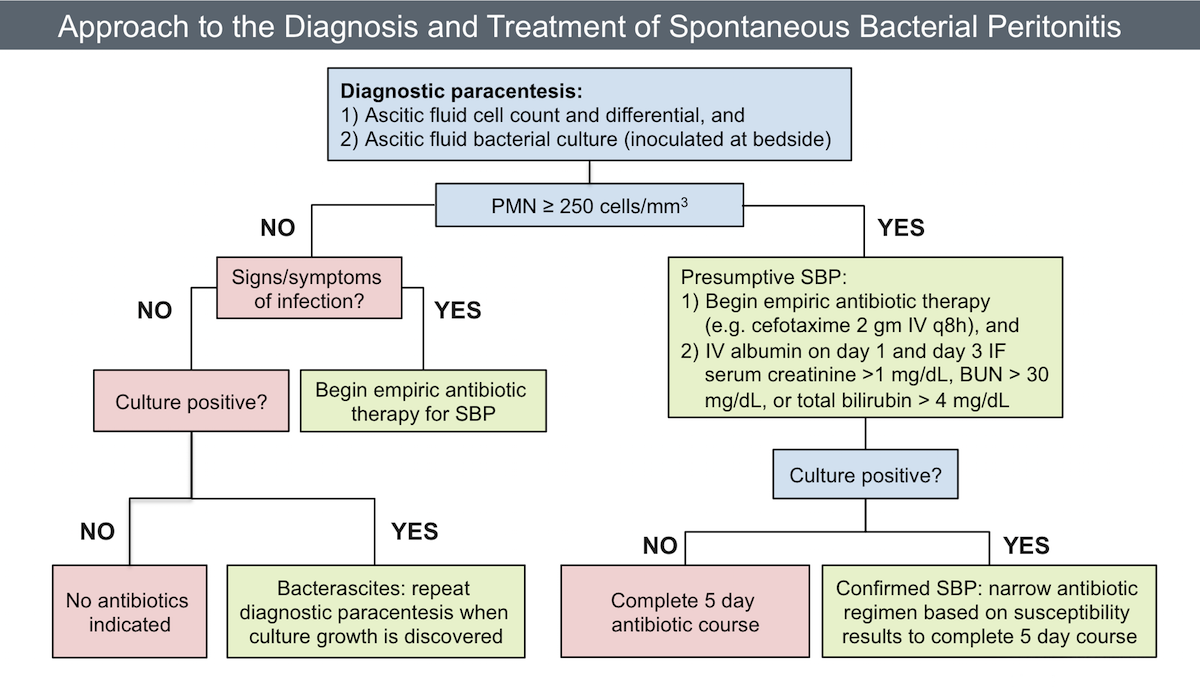 Approach to the Diagnosis and Treatment of Spontaneous Bacterial Peritonitis
Diagnostic paracentesis:
1) Ascitic fluid cell count and differential, and
2) Ascitic fluid bacterial culture (inoculated at bedside)
PMN ≥ 250 cells/mm³
NO
YES
Signs/symptoms
of infection?
NO
YES
Culture positive?
Begin empiric antibiotic
therapy for SBP
NO
YES
No antibiotics
indicated
Bacterascites: repeat
diagnostic paracentesis when
culture growth is discovered
Presumptive SBP:
1) Begin empiric antibiotic therapy
(e.g. cefotaxime 2 gm IV q8h), and
2) IV albumin on day 1 and day 3 IF
serum creatinine >1 mg/dL, BUN > 30
mg/dL, or total bilirubin > 4 mg/dL
Culture positive?
NO
YES
Complete 5 day
antibiotic course
Confirmed SBP: narrow antibiotic
regimen based on susceptibility
results to complete 5 day course